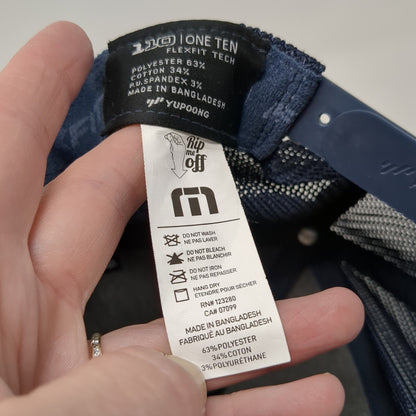 110 | ONE TEN
FLEXFIT TECH
POLYESTER 63%
COTTON 34%
P.U. SPANDEX 3%
MADE IN BANGLADESH
YUPOONG
Rip
me
off
m
DO NOT WASH
NE PAS LAVER
DO NOT BLEACH
NE PAS BLANCHIR
DO NOT IRON
NE PAS REPASSER
HANG DRY
ÉTENDRE POUR SÉCHER
RN# 123280
CA# 07099
MADE IN BANGLADESH
FABRIQUÉ AU BANGLADESH
63% POLYESTER
34% COTTON
3% POLYURÉTHANE